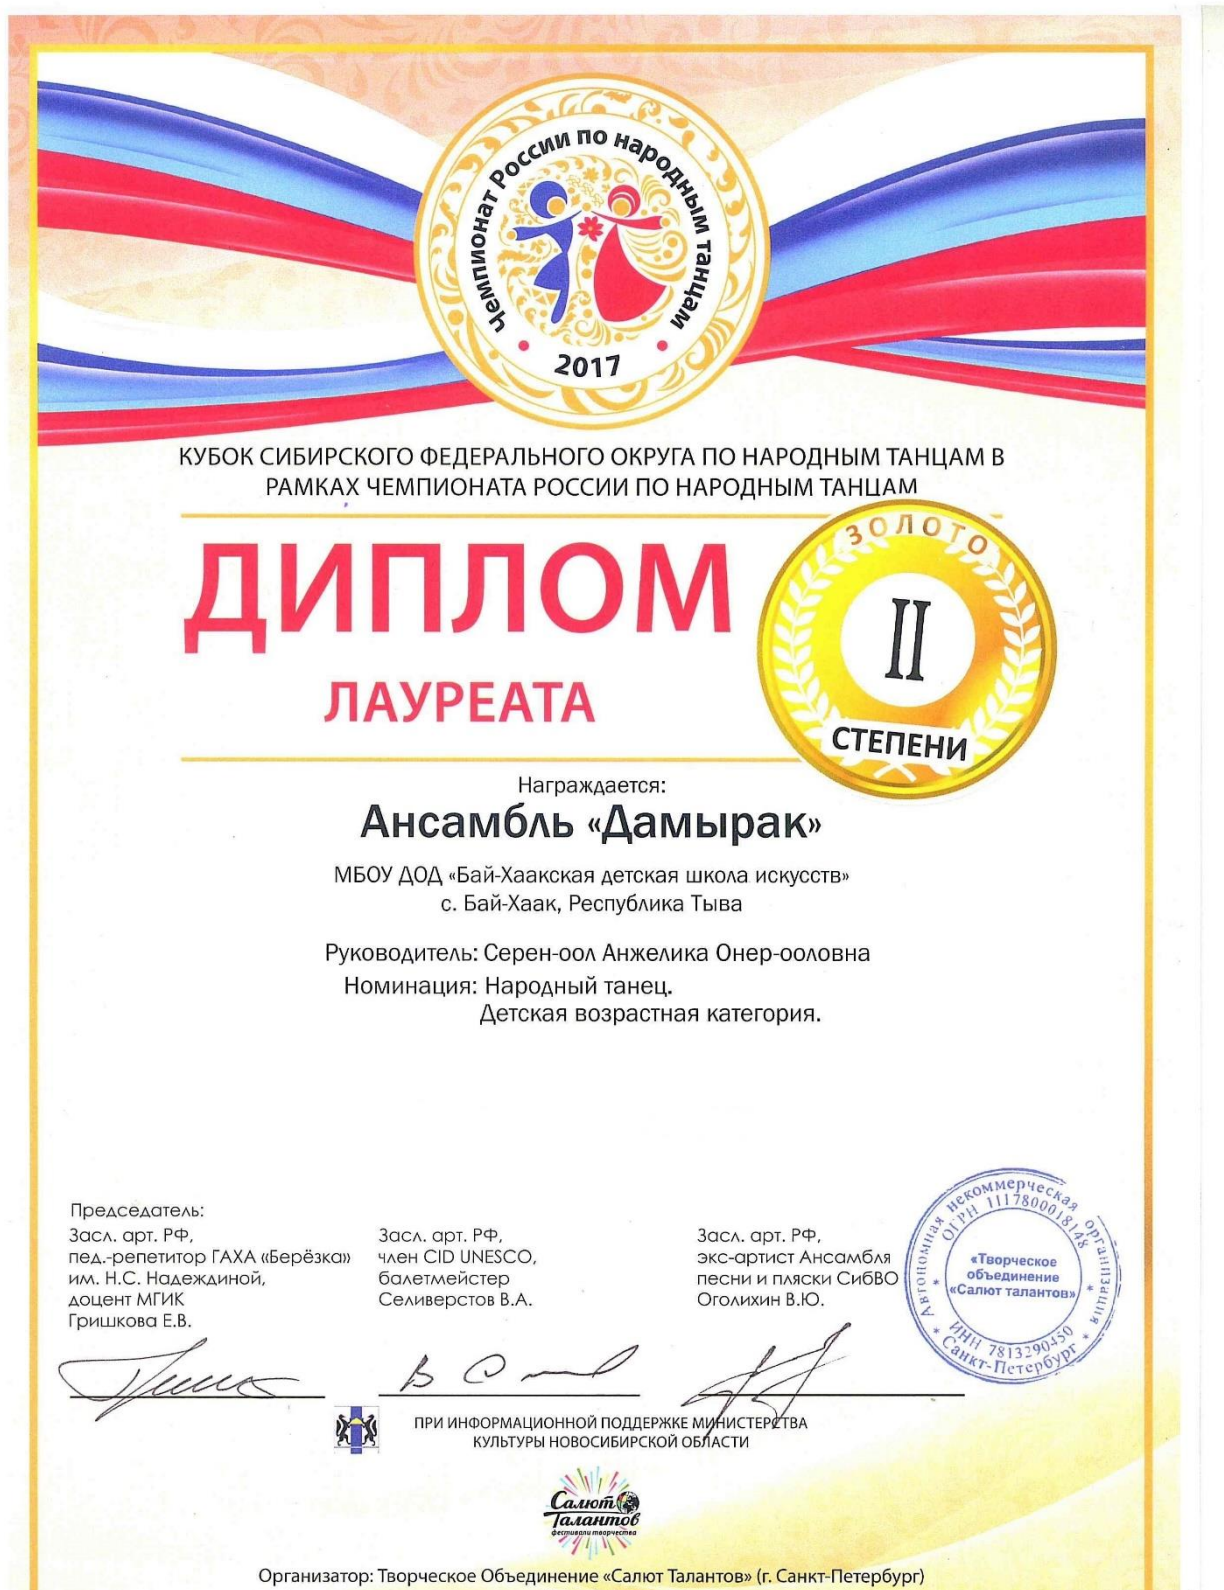 Чемпионат России по народным танцам
2017
КУБОК СИБИРСКОГО ФЕДЕРАЛЬНОГО ОКРУГА ПО НАРОДНЫМ ТАНЦАМ В
РАМКАХ ЧЕМПИОНАТА РОССИИ ПО НАРОДНЫМ ТАНЦАМ
ДИПЛОМ
ЛАУРЕАТА
ЗОЛОТО
II
СТЕПЕНИ
Награждается:
Ансамбль «Дамырак»
МБОУ ДОД «Бай-Хаакская детская школа искусств»
с. Бай-Хаак, Республика Тыва
Руководитель: Серен-оол Анжелика Онер-ооловна
Номинация: Народный танец.
Детская возрастная категория.
Председатель:
Засл. арт. РФ,
пед.-репетитор ГАХА «Берёзка»
им. Н.С. Надеждиной,
доцент МГИК
Гришкова Е.В.
Засл. арт. РФ,
член CID UNESCO,
балетмейстер
Селиверстов В.А.
Засл. арт. РФ,
экс-артист Ансамбля
песни и пляски СибВО
Оголихин В.Ю.
Автономная некоммерческая организация
ОГРН 1117800018148
«Творческое
объединение
«Салют талантов»
ИНН 7813290450
Санкт-Петербург
ПРИ ИНФОРМАЦИОННОЙ ПОДДЕРЖКЕ МИНИСТЕРСТВА
КУЛЬТУРЫ НОВОСИБИРСКОЙ ОБЛАСТИ
Салют
Талантов
фестивали творчества
Организатор: Творческое Объединение «Салют Талантов» (г. Санкт-Петербург)